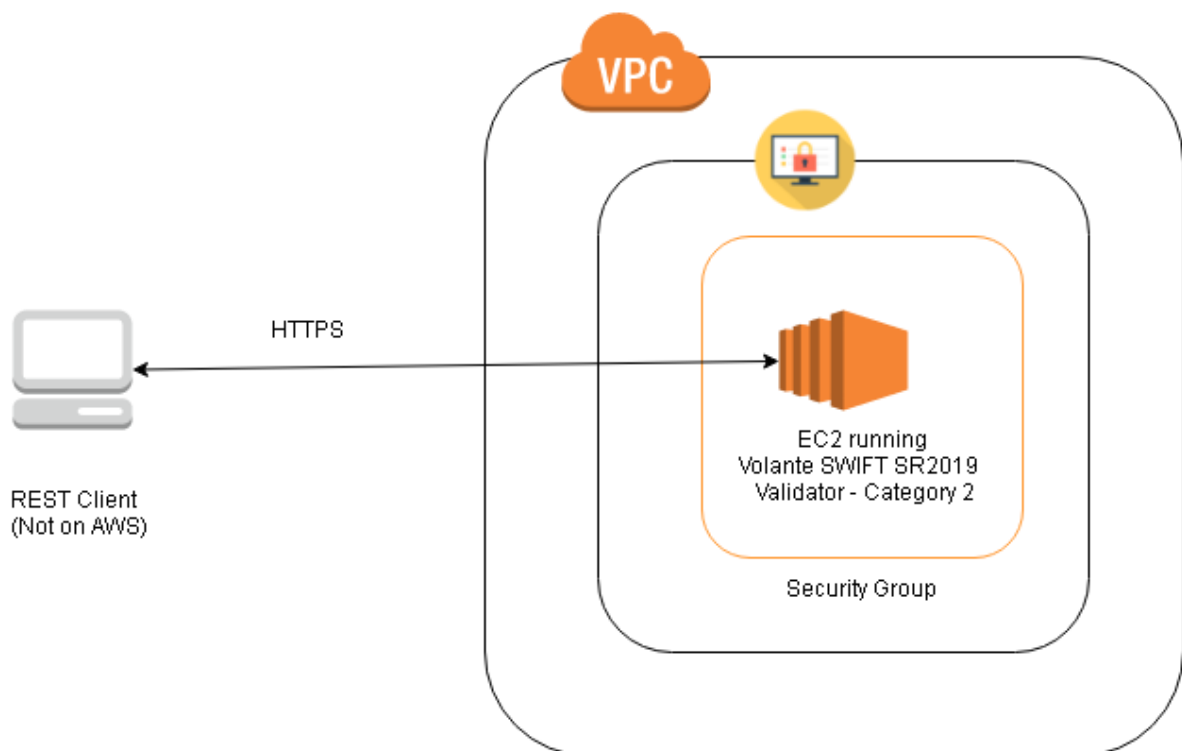 VPC
HTTPS
EC2 running
Volante SWIFT SR2019
Validator - Category 2
REST Client
(Not on AWS)
Security Group